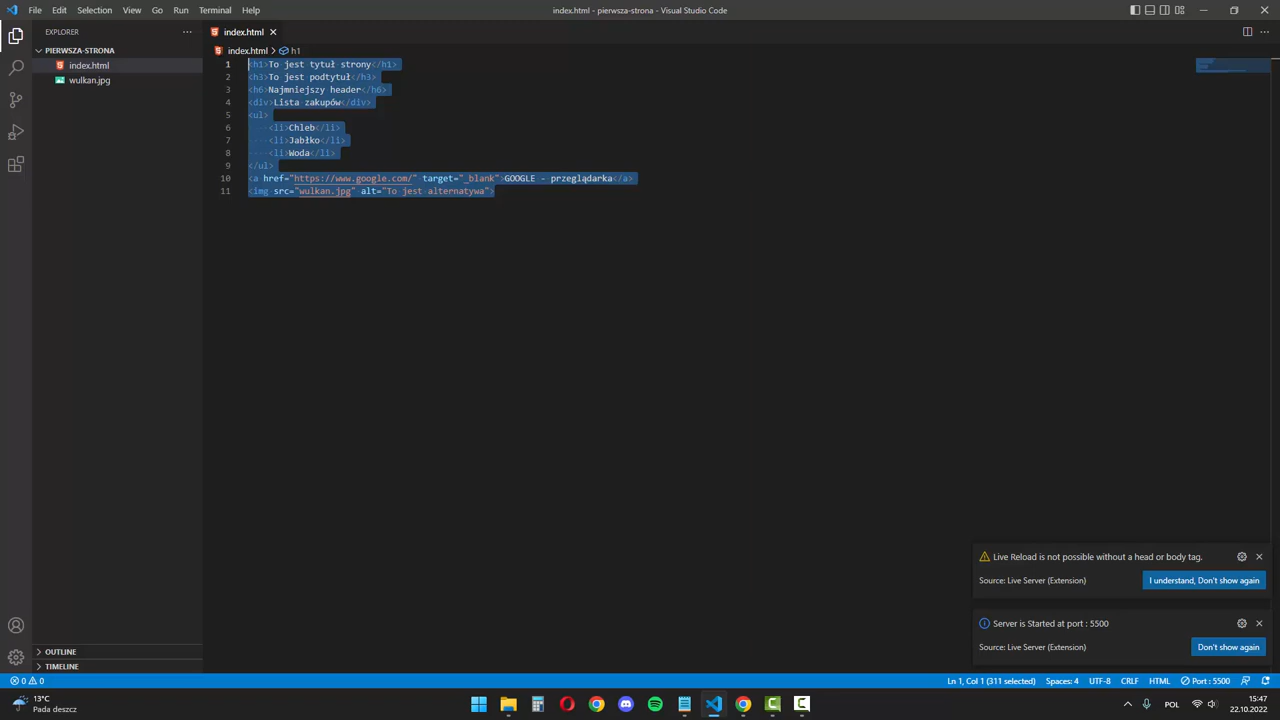 File Edit Selection View Go Run Terminal Help
index.html - pierwsza-strona - Visual Studio Code
EXPLORER
PIERWSZA-STRONA
index.html
wulkan.jpg
index.html
index.html > h1
1 <h1>To jest tytuł strony</h1>
2 <h3>To jest podtytuł</h3>
3 <h6>Najmniejszy header</h6>
4 <div>Lista zakupów</div>
5 <ul>
6 <li>Chleb</li>
7 <li>Jabłko</li>
8 <li>Woda</li>
9 </ul>
10 <a href="https://www.google.com/" target="_blank">GOOGLE - przeglądarka</a>
11 <img src="wulkan.jpg" alt="To jest alternatywa">
Live Reload is not possible without a head or body tag.
Source: Live Server (Extension)
I understand, Don't show again
Server is Started at port : 5500
Source: Live Server (Extension)
Don't show again
OUTLINE
TIMELINE
0 0
Ln 1, Col 1 (311 selected) Spaces: 4 UTF-8 CRLF HTML Port : 5500
13°C
Pada deszcz
POL
15:47
22.10.2022